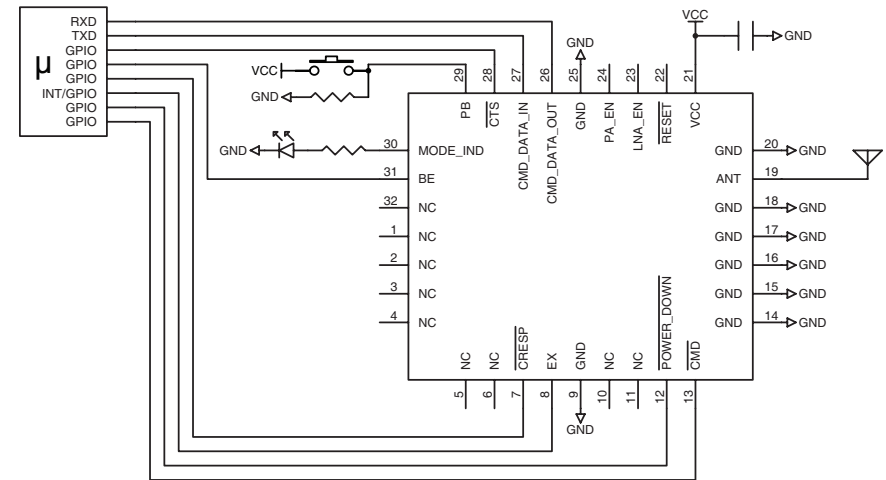 µ
RXD
TXD
GPIO
GPIO
GPIO
INT/GPIO
GPIO
GPIO
VCC
GND
GND
GND
VCC
GND
29
28
27
26
25
24
23
22
21
PB
CTS
CMD_DATA_IN
CMD_DATA_OUT
GND
PA_EN
LNA_EN
RESET
VCC
30 MODE_IND
31 BE
32 NC
1 NC
2 NC
3 NC
4 NC
GND 20 GND
ANT 19
GND 18 GND
GND 17 GND
GND 16 GND
GND 15 GND
GND 14 GND
NC
NC
CRESP
EX
GND
NC
NC
POWER_DOWN
CMD
5
6
7
8
9
10
11
12
13
GND